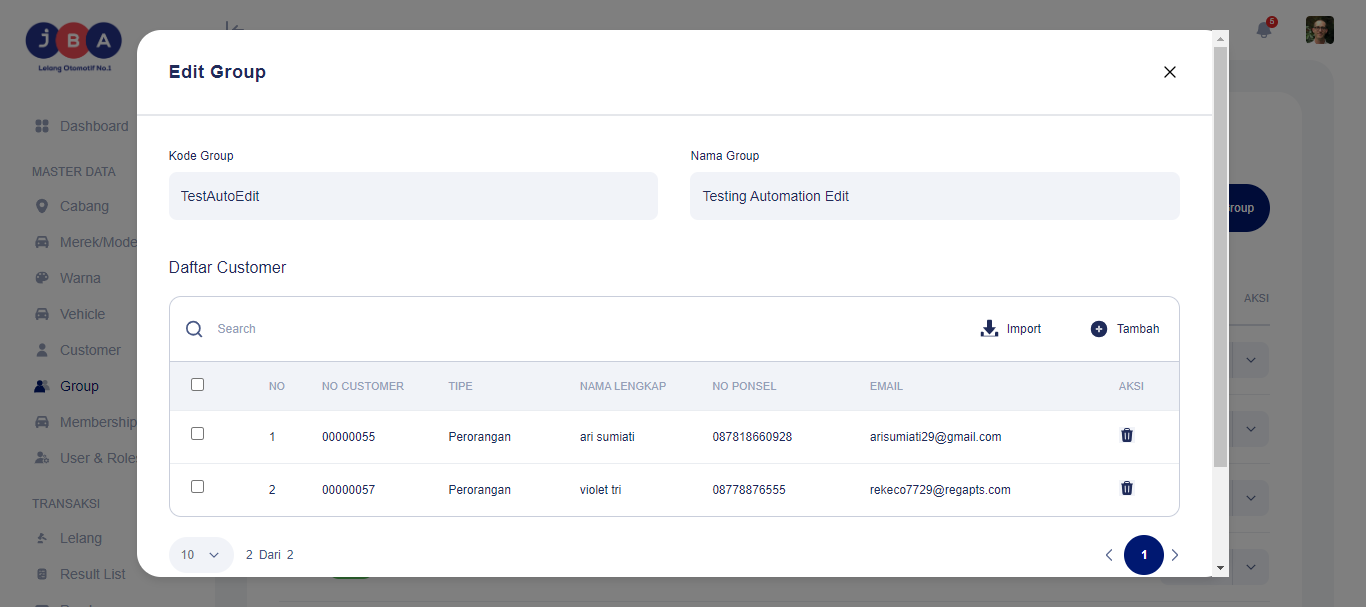 JBA
Lelang Otomotif No.1
6
Edit Group
Dashboard
Kode Group
Nama Group
MASTER DATA
TestAutoEdit
Testing Automation Edit
Cabang
roup
Merek/Mode
Daftar Customer
Warna
AKSI
Vehicle
Search
Import
Tambah
Customer
Group
NO
NO CUSTOMER
TIPE
NAMA LENGKAP
NO PONSEL
EMAIL
AKSI
Membership
1
00000055
Perorangan
ari sumiati
087818660928
arisumiati29@gmail.com
User & Roles
2
00000057
Perorangan
violet tri
08778876555
rekeco7729@regapts.com
TRANSAKSI
Lelang
10
2 Dari 2
1
Result List